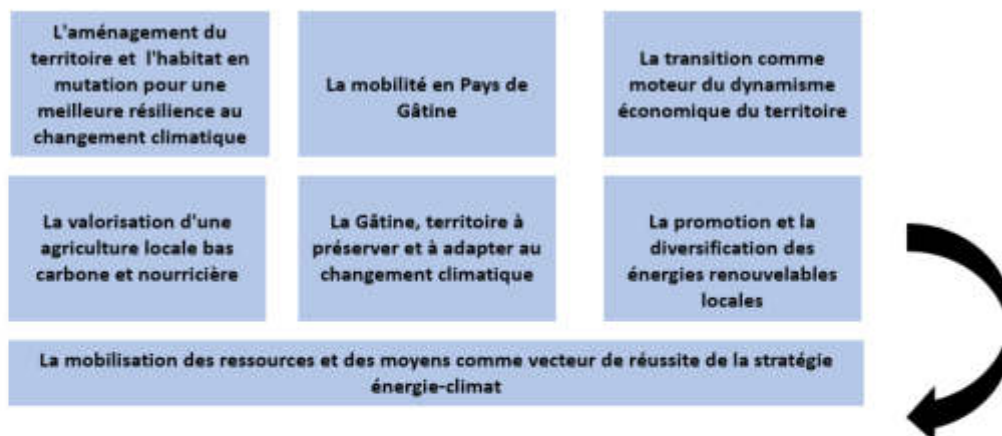 L'aménagement du
territoire et l'habitat en
mutation pour une
meilleure résilience au
changement climatique
La mobilité en Pays de
Gâtine
La transition comme
moteur du dynamisme
économique du territoire
La valorisation d'une
agriculture locale bas
carbone et nourricière
La Gâtine, territoire à
préserver et à adapter au
changement climatique
La promotion et la
diversification des
énergies renouvelables
locales
La mobilisation des ressources et des moyens comme vecteur de réussite de la stratégie
énergie-climat